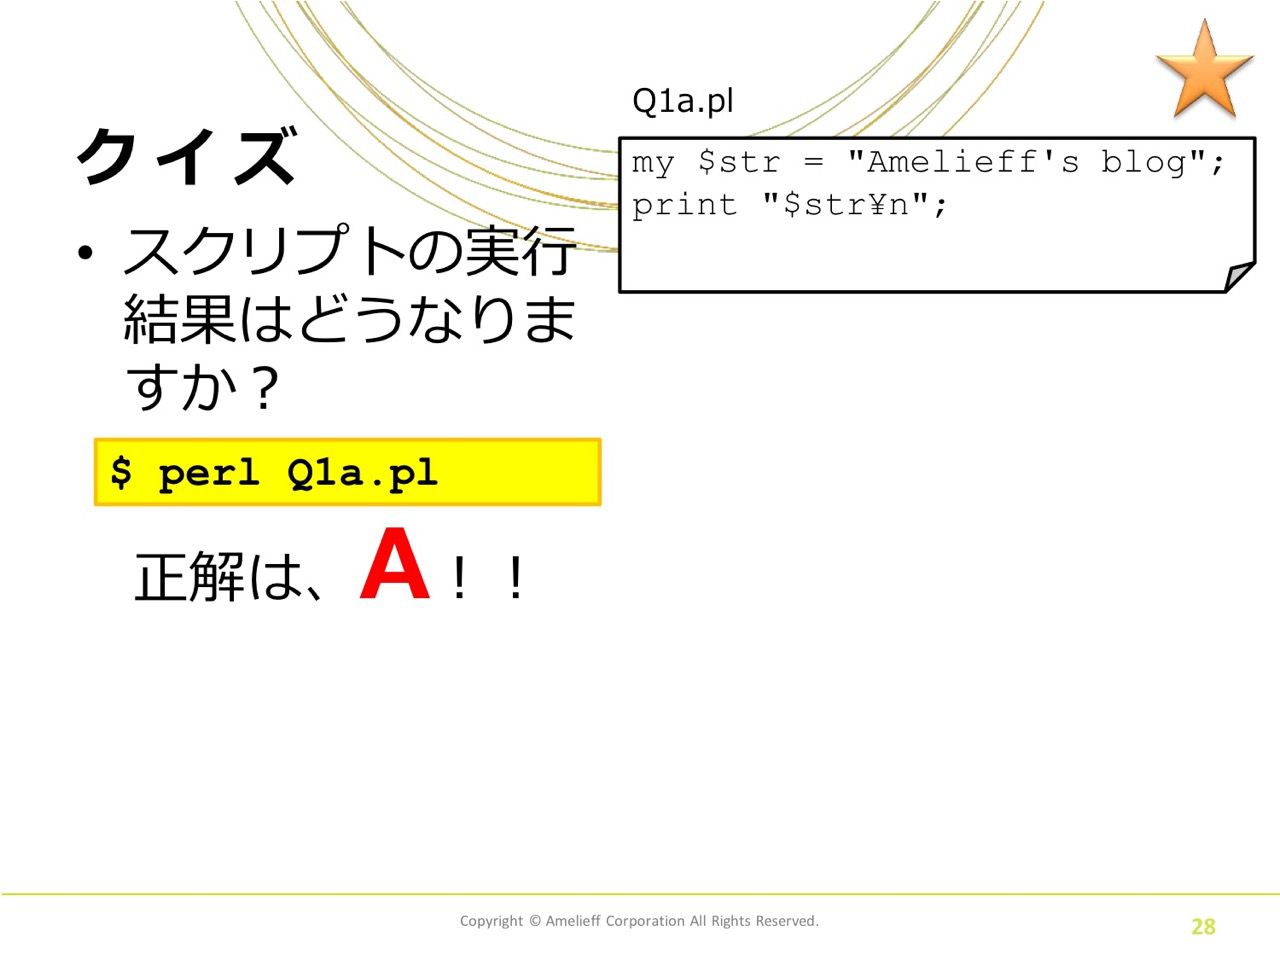 クイズ
• スクリプトの実行
結果はどうなりま
すか？
$ perl Q1a.pl
正解は、A！！
Q1a.pl
my $str = "Amelieff's blog";
print "$str¥n";
Copyright © Amelieff Corporation All Rights Reserved.
28